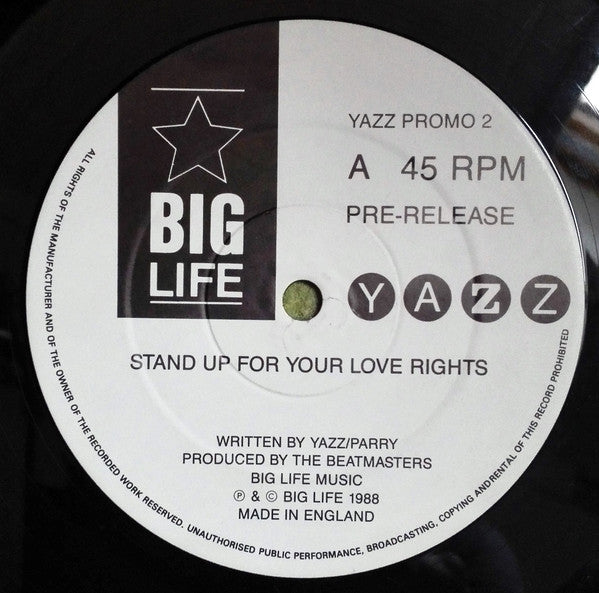 BIG
LIFE
YAZZ PROMO 2
A 45 RPM
PRE-RELEASE
YAZZ
STAND UP FOR YOUR LOVE RIGHTS
WRITTEN BY YAZZ/PARRY
PRODUCED BY THE BEATMASTERS
BIG LIFE MUSIC
℗ & © BIG LIFE 1988
MADE IN ENGLAND
ALL RIGHTS OF THE MANUFACTURER AND OF THE OWNER OF THE RECORDED WORK RESERVED. UNAUTHORISED PUBLIC PERFORMANCE, BROADCASTING, COPYING ANDRENTAL OF THIS RECORD PROHIBITED